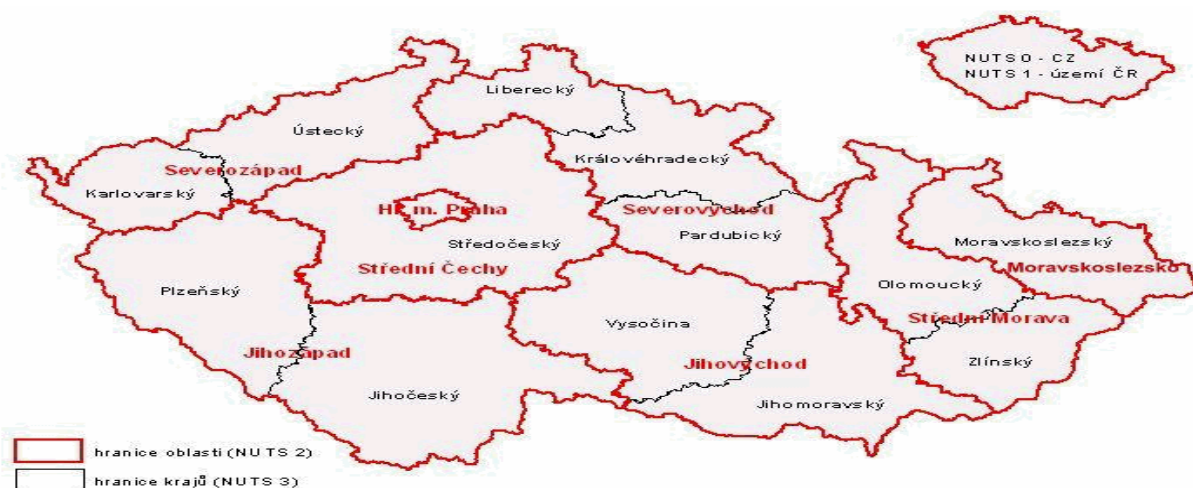 NUTS 0 - CZ
NUTS 1 - území ČR
Liberecký
Ústecký
Královéhradecký
Severozápad
Karlovarský
Hl. m. Praha
Severovýchod
Pardubický
Středočeský
Moravskoslezský
Střední Čechy
Moravskoslezsko
Plzeňský
Olomoucký
Střední Morava
Vysočina
Jihozápad
Jihovýchod
Zlínský
Jihočeský
Jihomoravský
hranice oblasti (NUTS 2)
hranice krajů (NUTS 3)